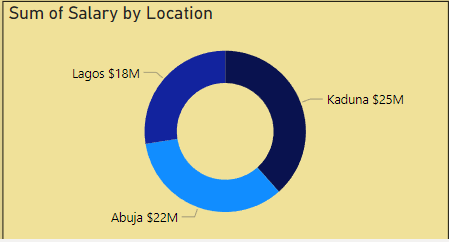 Sum of Salary by Location
Lagos $18M
Kaduna $25M
Abuja $22M